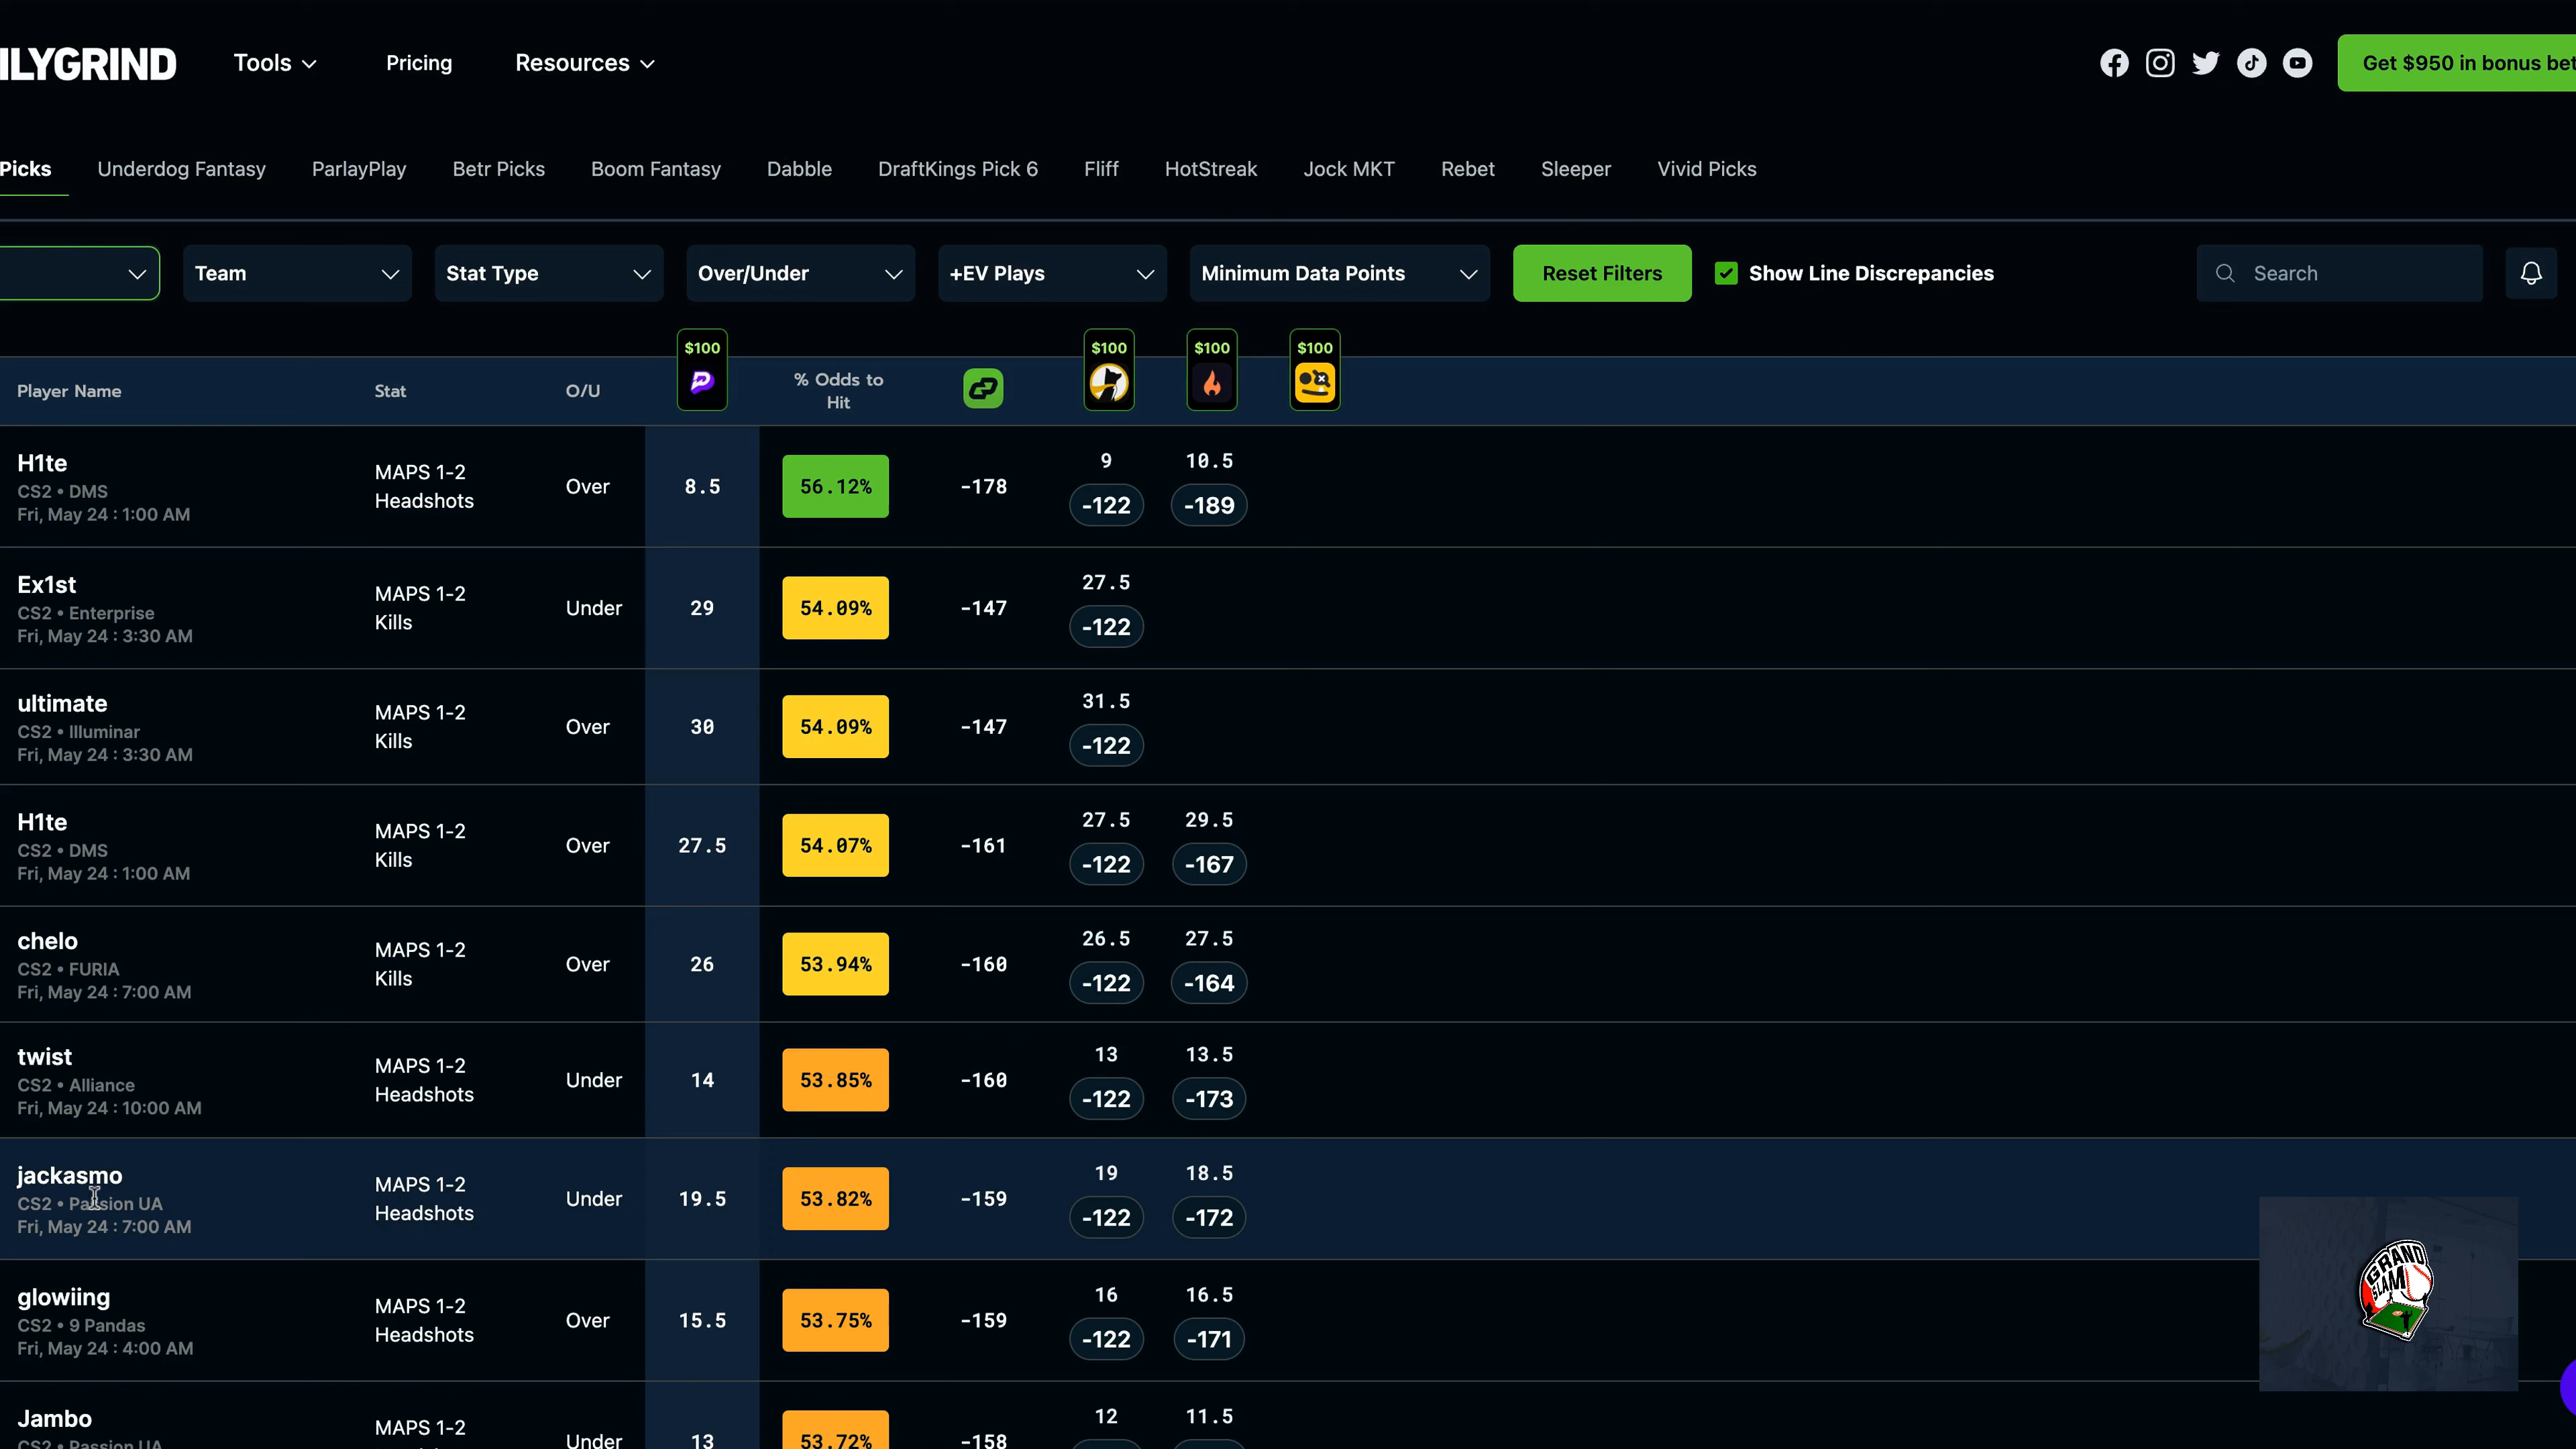 ILYGRIND
Tools
Pricing
Resources
Get $950 in bonus bet
Picks
Underdog Fantasy
ParlayPlay
Betr Picks
Boom Fantasy
Dabble
DraftKings Pick 6
Fliff
HotStreak
Jock MKT
Rebet
Sleeper
Vivid Picks
Team
Stat Type
Over/Under
+EV Plays
Minimum Data Points
Reset Filters
Show Line Discrepancies
Search
$100
$100
$100
$100
Player Name
Stat
O/U
% Odds to
Hit
H1te
CS2 • DMS
Fri, May 24 : 1:00 AM
MAPS 1-2
Headshots
Over
8.5
56.12%
-178
9
-122
10.5
-189
Ex1st
CS2 • Enterprise
Fri, May 24 : 3:30 AM
MAPS 1-2
Kills
Under
29
54.09%
-147
27.5
-122
ultimate
CS2 • Illuminar
Fri, May 24 : 3:30 AM
MAPS 1-2
Kills
Over
30
54.09%
-147
31.5
-122
H1te
CS2 • DMS
Fri, May 24 : 1:00 AM
MAPS 1-2
Kills
Over
27.5
54.07%
-161
27.5
-122
29.5
-167
chelo
CS2 • FURIA
Fri, May 24 : 7:00 AM
MAPS 1-2
Kills
Over
26
53.94%
-160
26.5
-122
27.5
-164
twist
CS2 • Alliance
Fri, May 24 : 10:00 AM
MAPS 1-2
Headshots
Under
14
53.85%
-160
13
-122
13.5
-173
jackasmo
CS2 • Passion UA
Fri, May 24 : 7:00 AM
MAPS 1-2
Headshots
Under
19.5
53.82%
-159
19
-122
18.5
-172
glowiing
CS2 • 9 Pandas
Fri, May 24 : 4:00 AM
MAPS 1-2
Headshots
Over
15.5
53.75%
-159
16
-122
16.5
-171
Jambo
CS2 • Passion UA
MAPS 1-2
Under
13
53.72%
-158
12
11.5
GRAND
SLAM